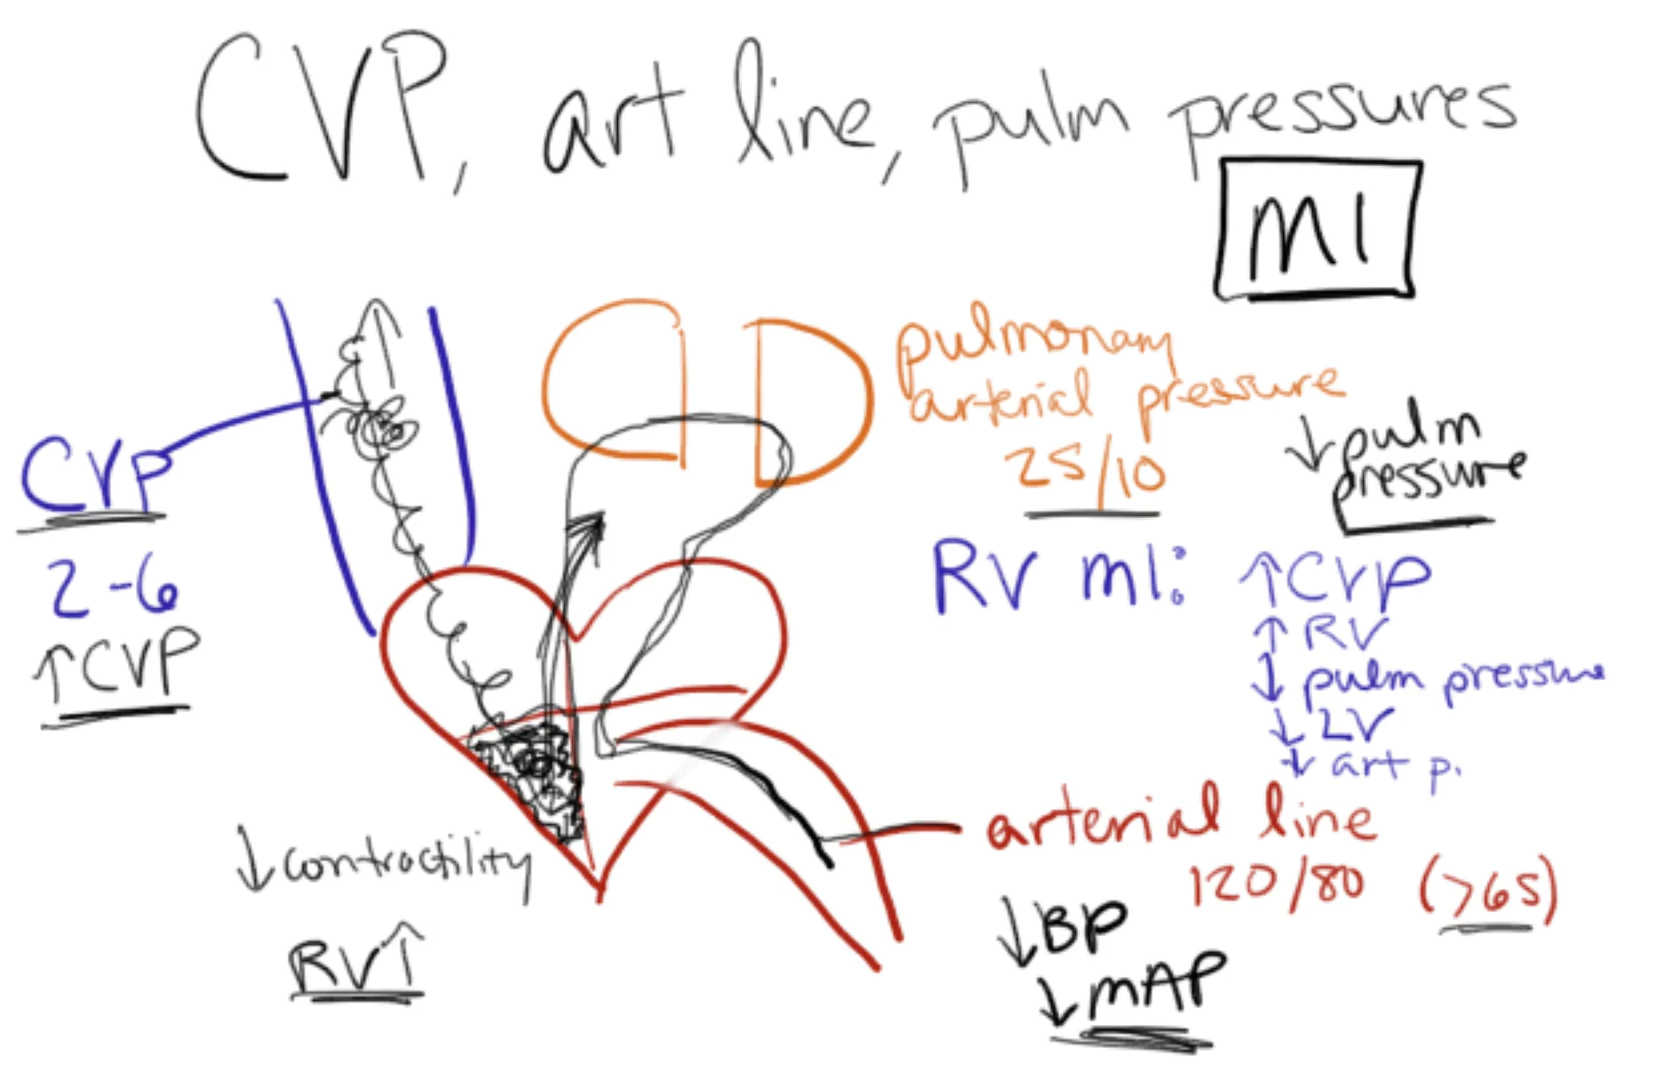 CVP, art line, pulm pressures
MI
pulmonary
arterial pressure
25/10
↓ pulm
pressure
CVP
2-6
↑CVP
RV MI:
↑CVP
↑ RV
↓ pulm pressure
↓ LV
↓ art p.
↓contractility
RV↑
arterial line
120/80 (>65)
↓BP
↓MAP